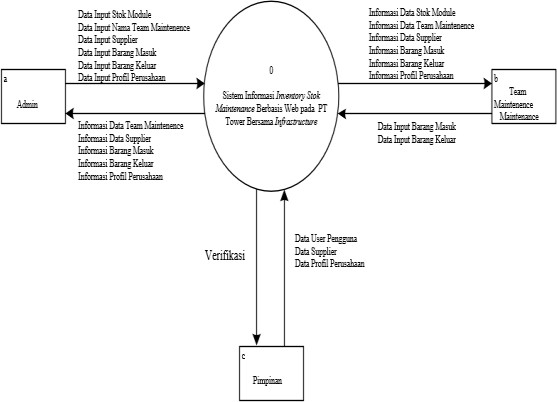 Data Input Stok Module
Data Input Nama Team Maintenence
Data Input Supplier
Data Input Barang Masuk
Data Input Barang Keluar
Data Input Profil Perusahaan
a
Admin
Informasi Data Team Maintenence
Informasi Data Supplier
Informasi Barang Masuk
Informasi Barang Keluar
Informasi Profil Perusahaan
0
Sistem Informasi Inventory Stok
Maintenance Berbasis Web pada PT
Tower Bersama Infrastructure
Informasi Data Stok Module
Informasi Data Team Maintenence
Informasi Data Supplier
Informasi Barang Masuk
Informasi Barang Keluar
Informasi Profil Perusahaan
b
Team
Maintenence
Maintenance
Data Input Barang Masuk
Data Input Barang Keluar
Verifikasi
Data User Pengguna
Data Supplier
Data Profil Perusahaan
c
Pimpinan